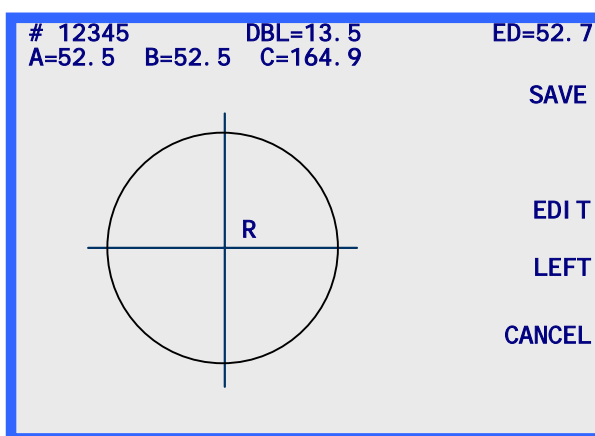 # 12345 DBL=13.5 ED=52.7
A=52.5 B=52.5 C=164.9
SAVE
R
EDIT
LEFT
CANCEL